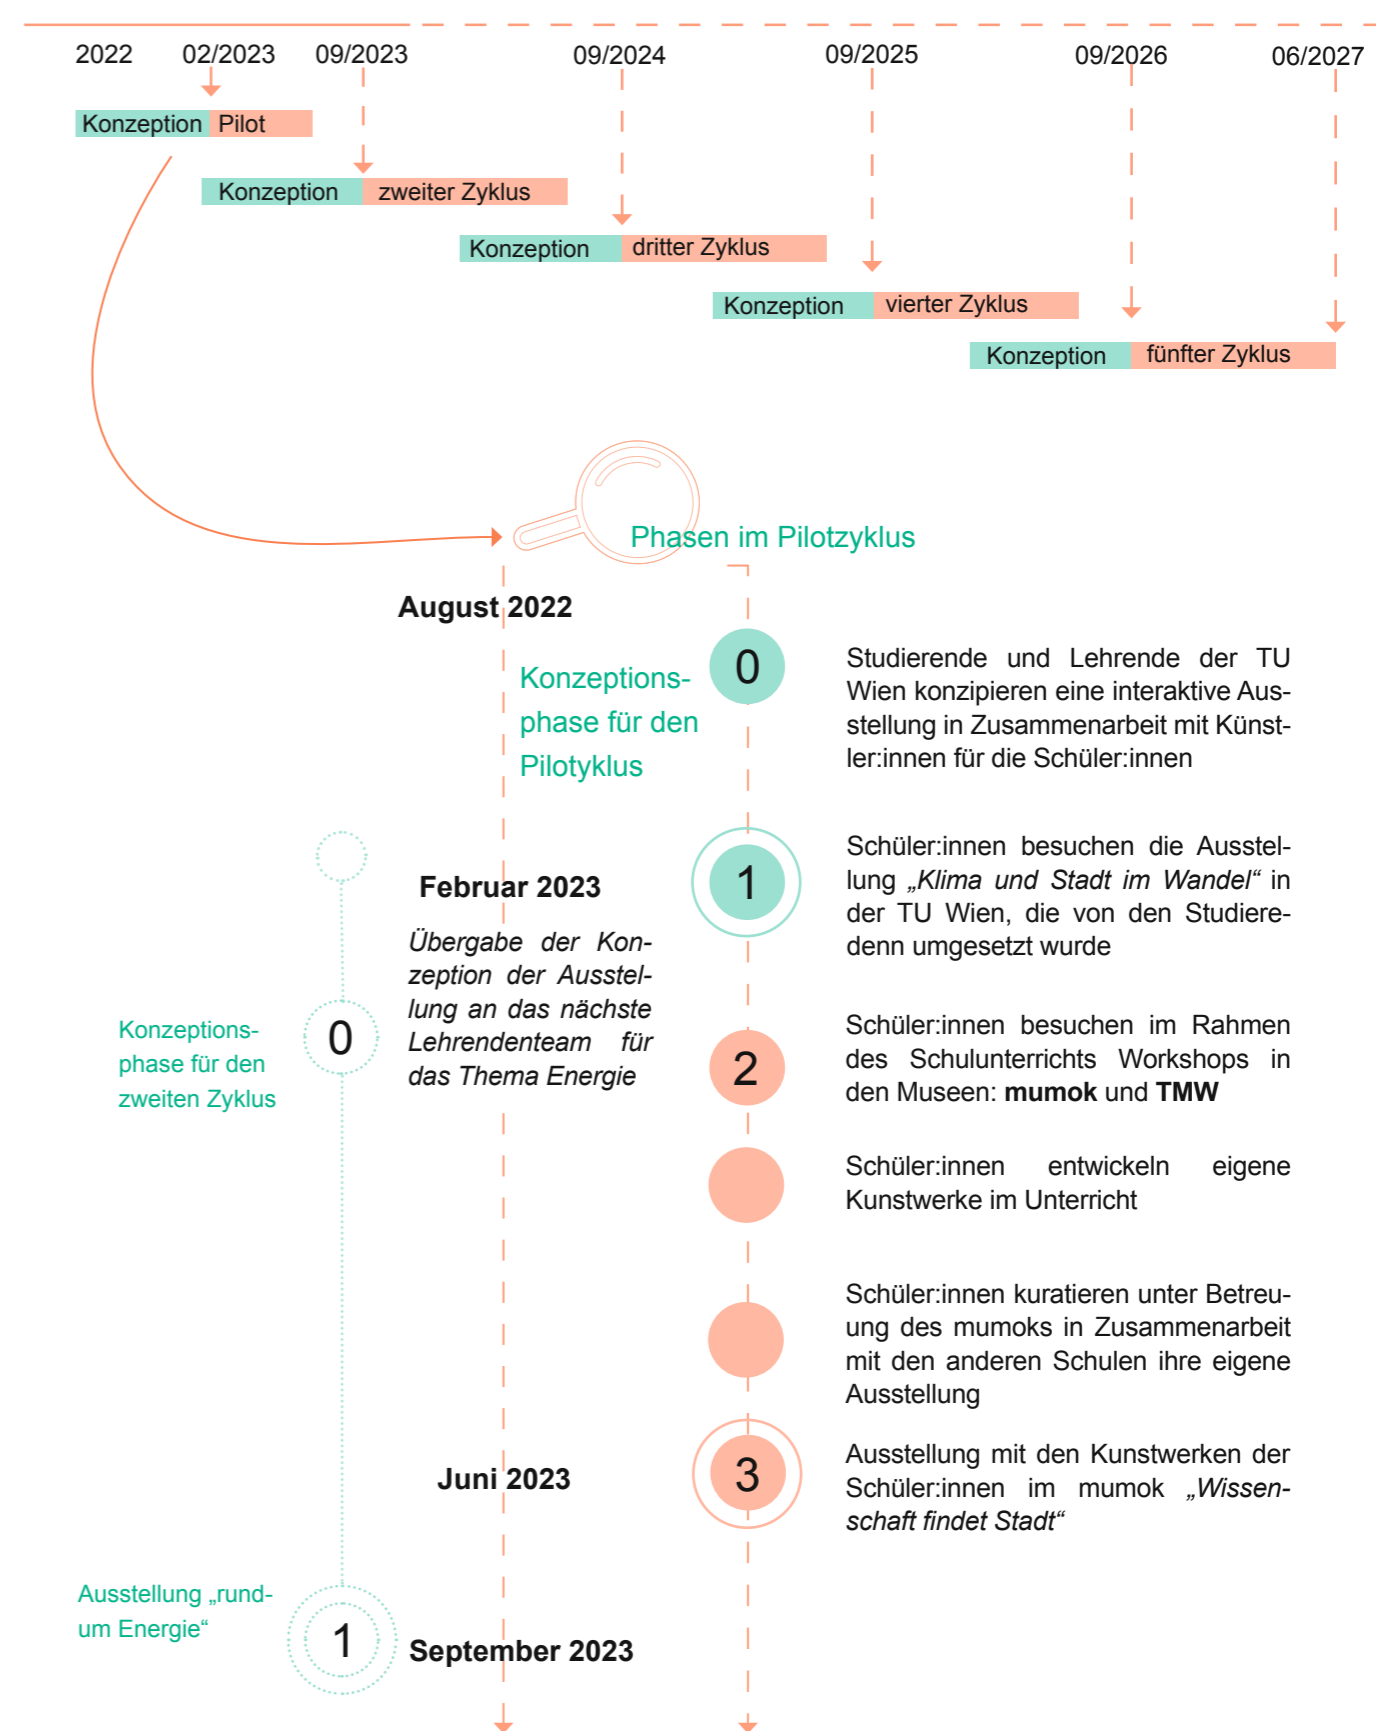 2022 02/2023 09/2023 09/2024 09/2025 09/2026 06/2027
Konzeption Pilot
Konzeption zweiter Zyklus
Konzeption dritter Zyklus
Konzeption vierter Zyklus
Konzeption fünfter Zyklus
Phasen im Pilotzyklus
August 2022
Konzeptions-
phase für den
Pilotyklus
0
Studierende und Lehrende der TU
Wien konzipieren eine interaktive Aus-
stellung in Zusammenarbeit mit Künst-
ler:innen für die Schüler:innen
Februar 2023
Übergabe der Kon-
zeption der Ausstel-
lung an das nächste
Lehrendenteam für
das Thema Energie
1
Schüler:innen besuchen die Ausstel-
lung „Klima und Stadt im Wandel“ in
der TU Wien, die von den Studiere-
denn umgesetzt wurde
Konzeptions-
phase für den
zweiten Zyklus
0
2
Schüler:innen besuchen im Rahmen
des Schulunterrichts Workshops in
den Museen: mumok und TMW
Schüler:innen entwickeln eigene
Kunstwerke im Unterricht
Schüler:innen kuratieren unter Betreu-
ung des mumoks in Zusammenarbeit
mit den anderen Schulen ihre eigene
Ausstellung
Juni 2023
3
Ausstellung mit den Kunstwerken der
Schüler:innen im mumok „Wissen-
schaft findet Stadt“
Ausstellung „rund-
um Energie“
1
September 2023